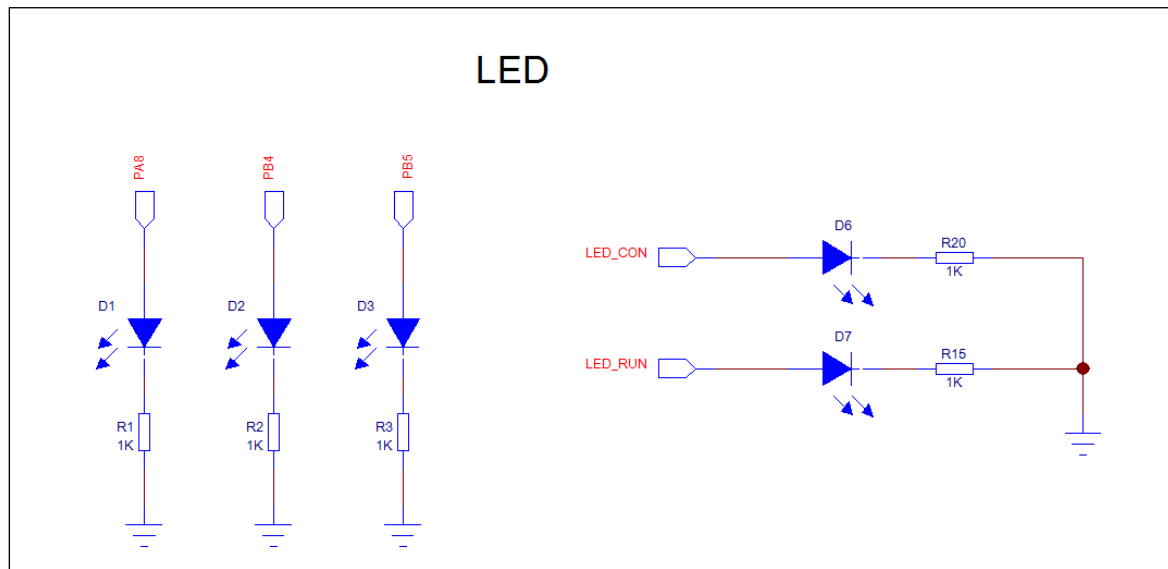 LED
PA8
PB4
PB5
D1
D2
D3
R1
1K
R2
1K
R3
1K
LED_CON
D6
R20
1K
LED_RUN
D7
R15
1K